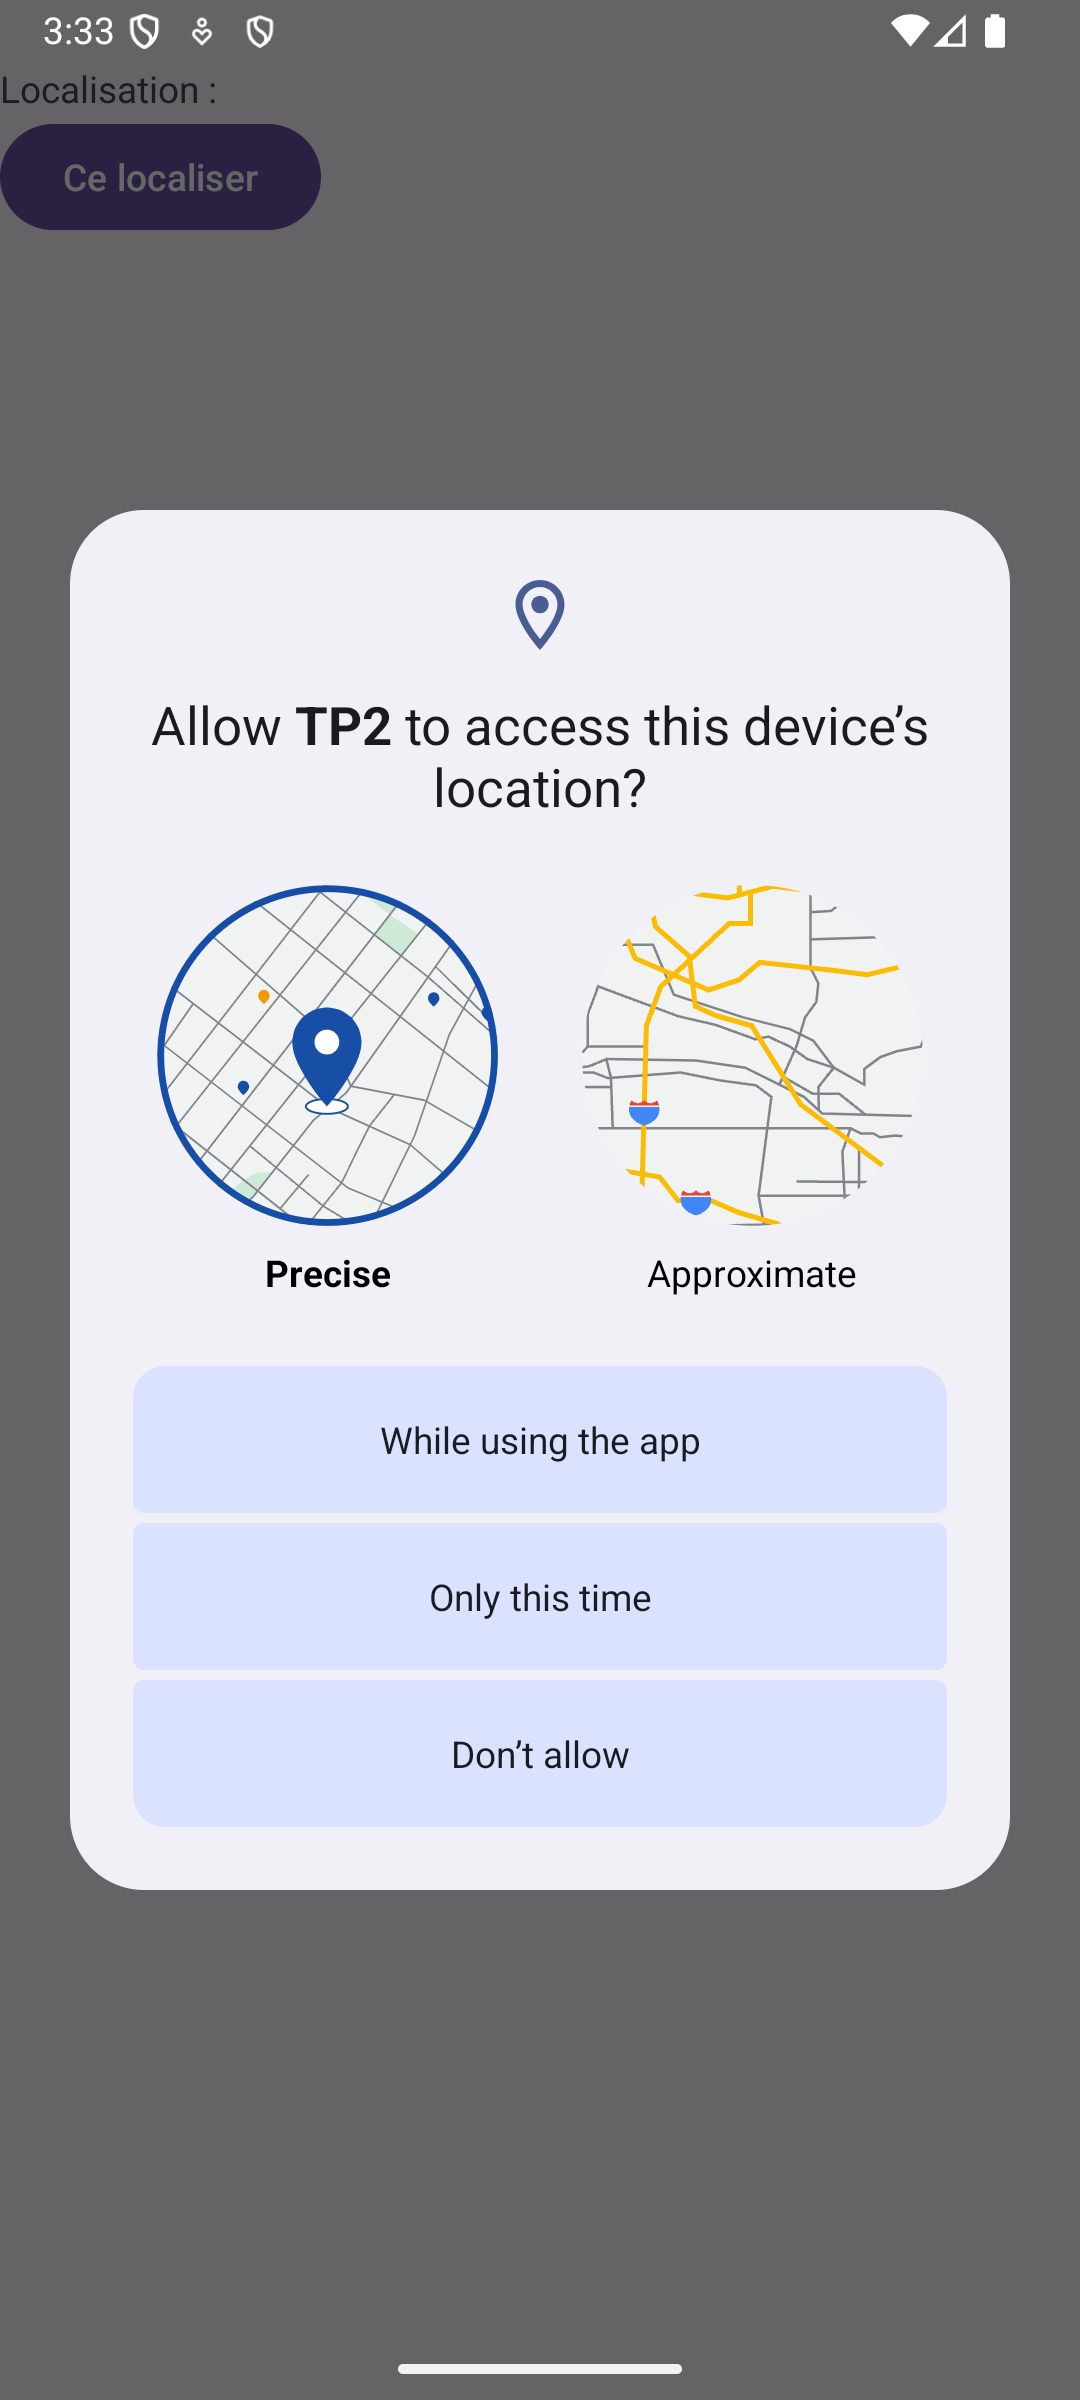 3:33
Localisation :
Ce localiser
Allow TP2 to access this device’s
location?
Precise
Approximate
While using the app
Only this time
Don’t allow